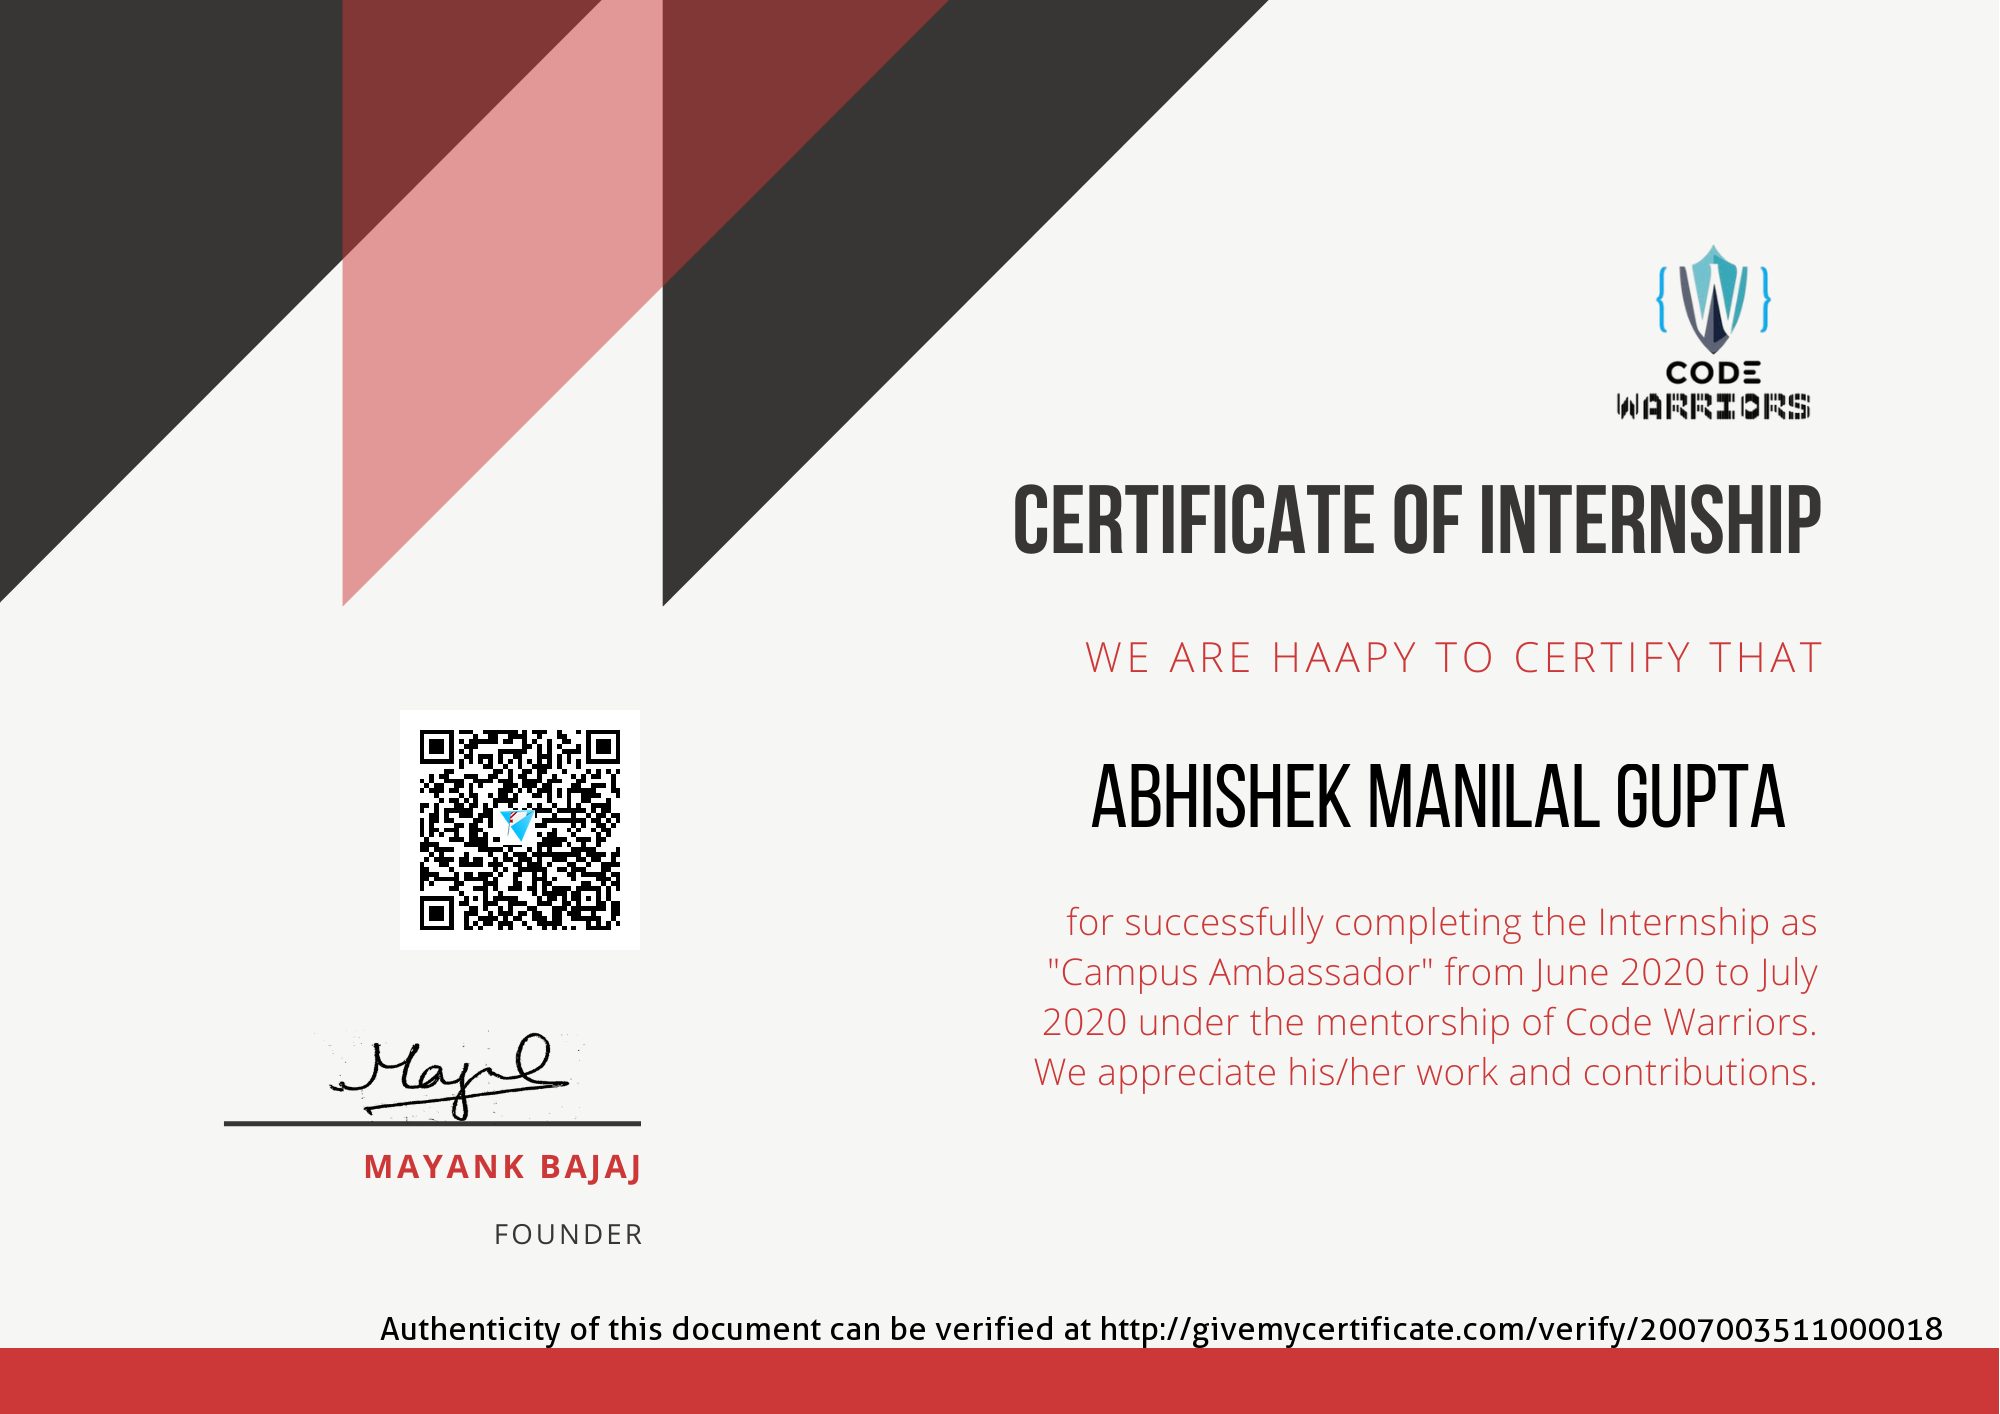 CODE
WARRIORS
CERTIFICATE OF INTERNSHIP
WE ARE HAAPY TO CERTIFY THAT
ABHISHEK MANILAL GUPTA
for successfully completing the Internship as
"Campus Ambassador" from June 2020 to July
2020 under the mentorship of Code Warriors.
We appreciate his/her work and contributions.
MAYANK BAJAJ
FOUNDER
Authenticity of this document can be verified at http://givemycertificate.com/verify/2007003511000018